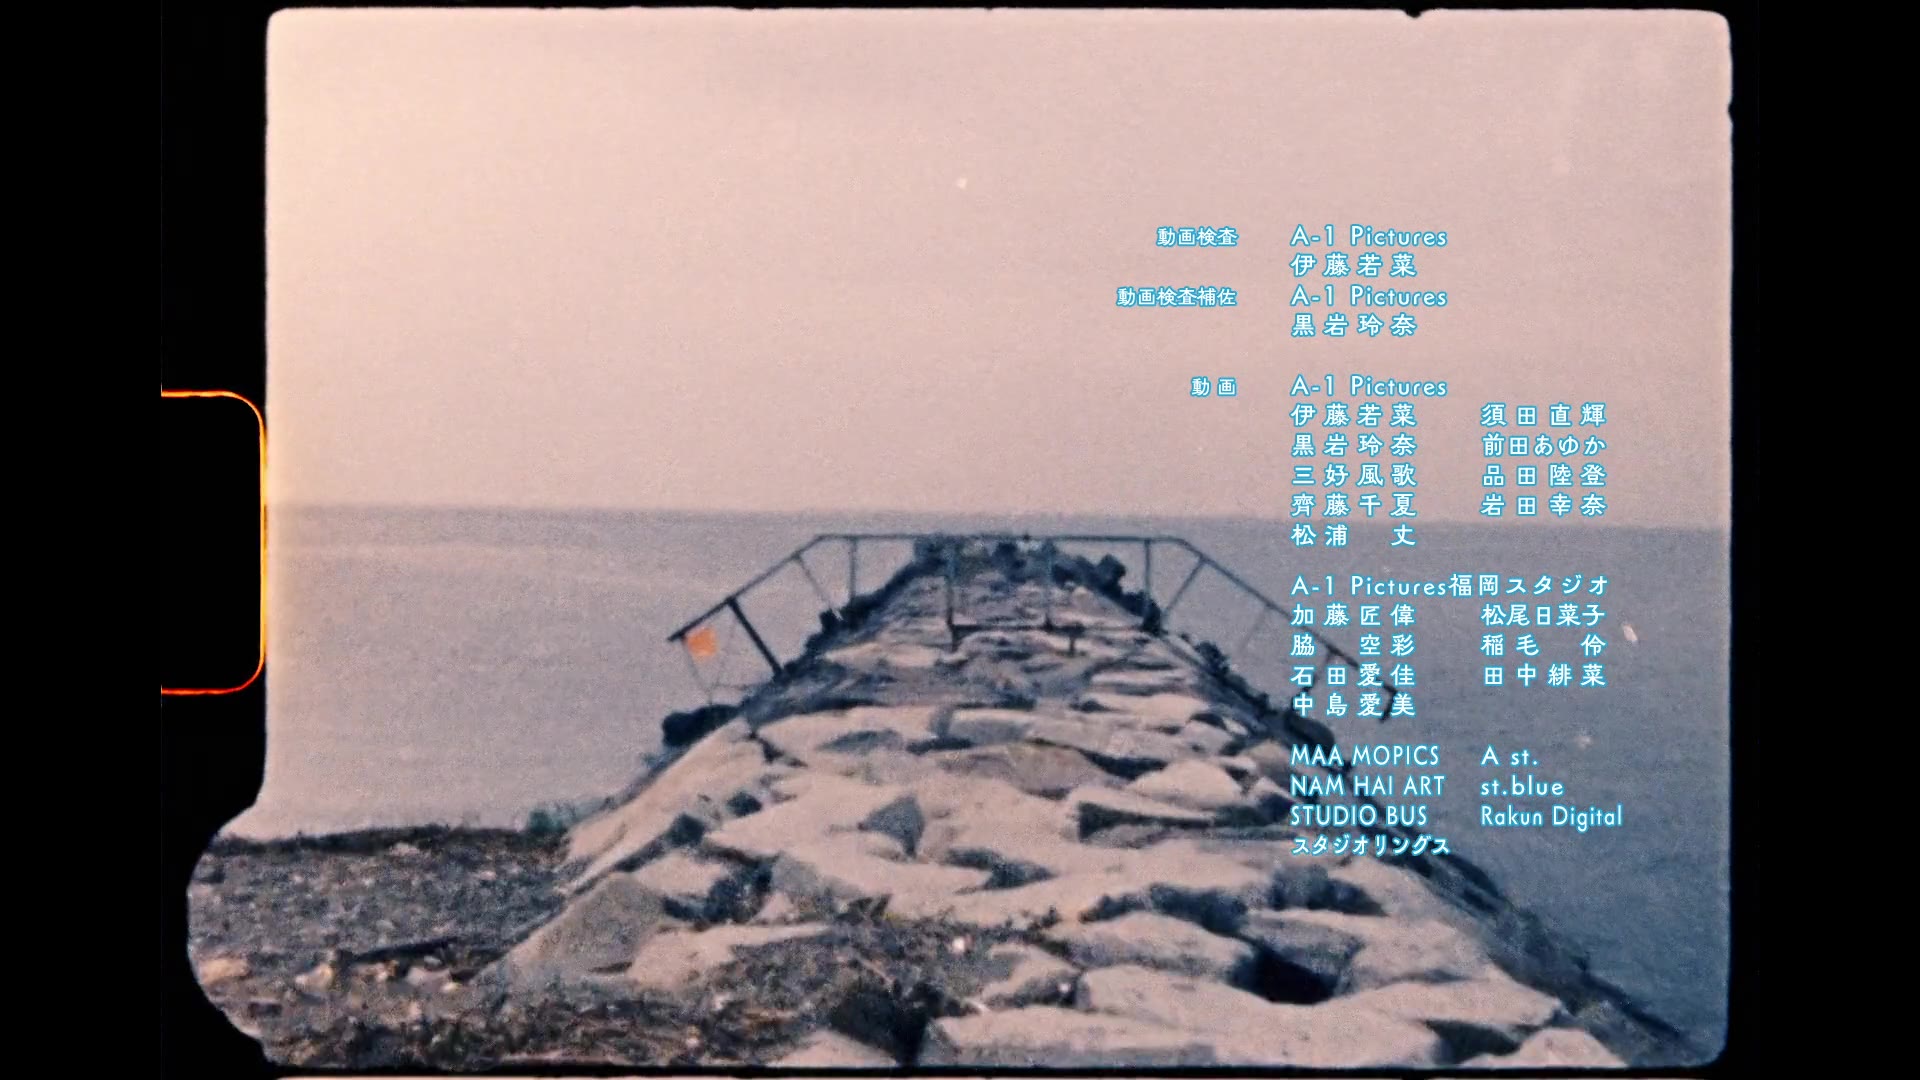 動画検査 A-1 Pictures
伊藤若菜
動画検査補佐 A-1 Pictures
黒岩玲奈
動画 A-1 Pictures
伊藤若菜 須田直輝
黒岩玲奈 前田あゆか
三好風歌 品田陸登
齊藤千夏 岩田幸奈
松浦 丈
A-1 Pictures福岡スタジオ
加藤匠偉 松尾日菜子
脇 空彩 稲毛 伶
石田愛佳 田中緋菜
中島愛美
MAA MOPICS A st.
NAM HAI ART st.blue
STUDIO BUS Rakun Digital
スタジオリングス